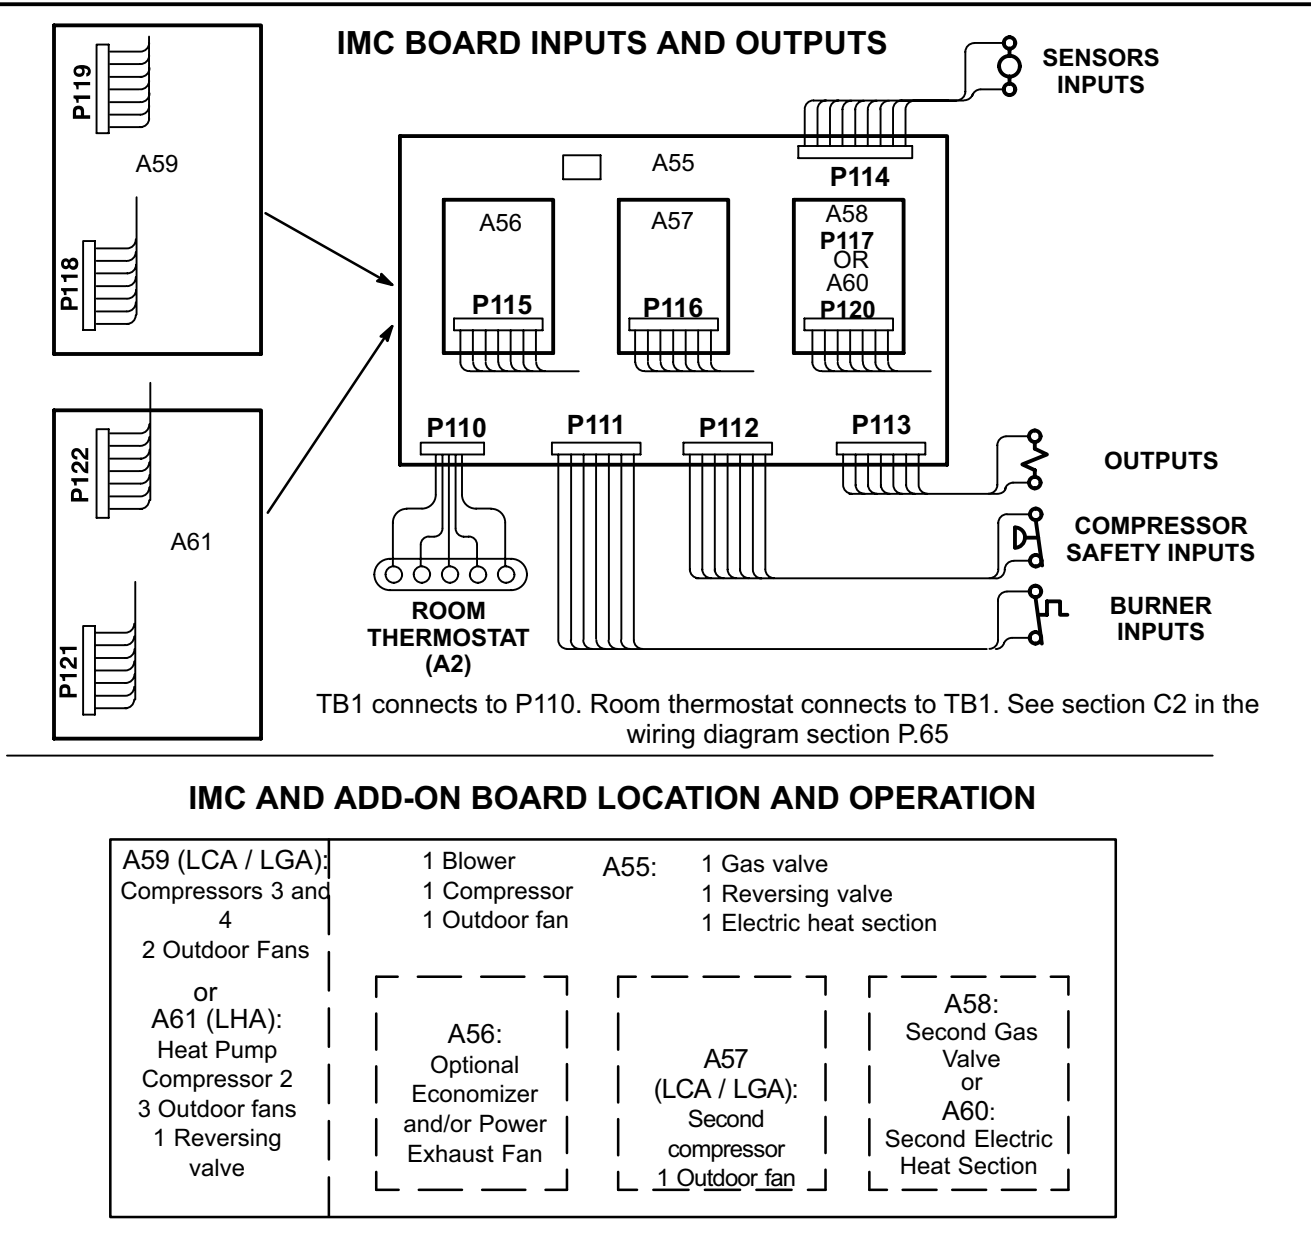 IMC BOARD INPUTS AND OUTPUTS
P119
A59
P118
SENSORS
INPUTS
A55
P114
A56
P115
A57
P116
A58
P117
OR
A60
P120
P122
A61
P121
P110
P111
P112
P113
OUTPUTS
COMPRESSOR
SAFETY INPUTS
BURNER
INPUTS
ROOM
THERMOSTAT
(A2)
TB1 connects to P110. Room thermostat connects to TB1. See section C2 in the
wiring diagram section P.65
IMC AND ADD-ON BOARD LOCATION AND OPERATION
A59 (LCA / LGA):
Compressors 3 and
4
2 Outdoor Fans
or
A61 (LHA):
Heat Pump
Compressor 2
3 Outdoor fans
1 Reversing
valve
1 Blower
1 Compressor
1 Outdoor fan
A55:
1 Gas valve
1 Reversing valve
1 Electric heat section
A56:
Optional
Economizer
and/or Power
Exhaust Fan
A57
(LCA / LGA):
Second
compressor
1 Outdoor fan
A58:
Second Gas
Valve
or
A60:
Second Electric
Heat Section